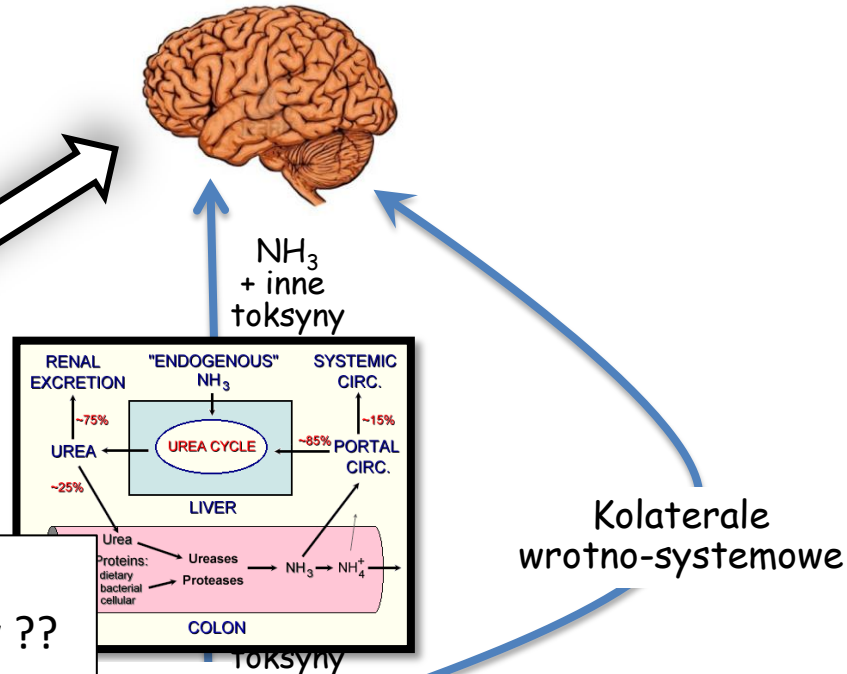 NH₃
+ inne
toksyny
RENAL
EXCRETION
"ENDOGENOUS"
NH₃
SYSTEMIC
CIRC.
~75%
~15%
UREA
UREA CYCLE
~85%
PORTAL
CIRC.
~25%
LIVER
Urea
Proteins:
dietary
bacterial
cellular
Ureases
Proteases
NH₃
NH₄⁺
COLON
??
toksyny
Kolaterale
wrotno-systemowe